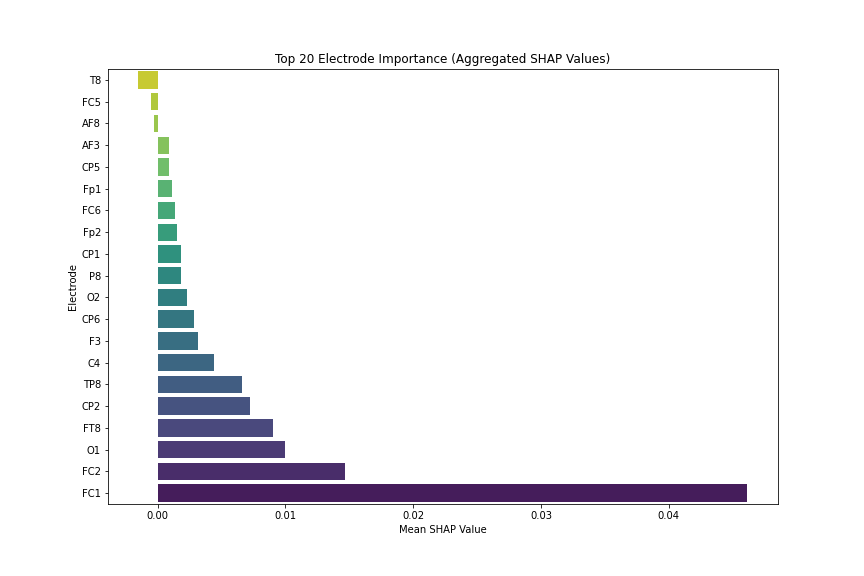 Top 20 Electrode Importance (Aggregated SHAP Values)
Electrode
T8
FC5
AF8
AF3
CP5
Fp1
FC6
Fp2
CP1
P8
O2
CP6
F3
C4
TP8
CP2
FT8
O1
FC2
FC1
0.00 0.01 0.02 0.03 0.04
Mean SHAP Value